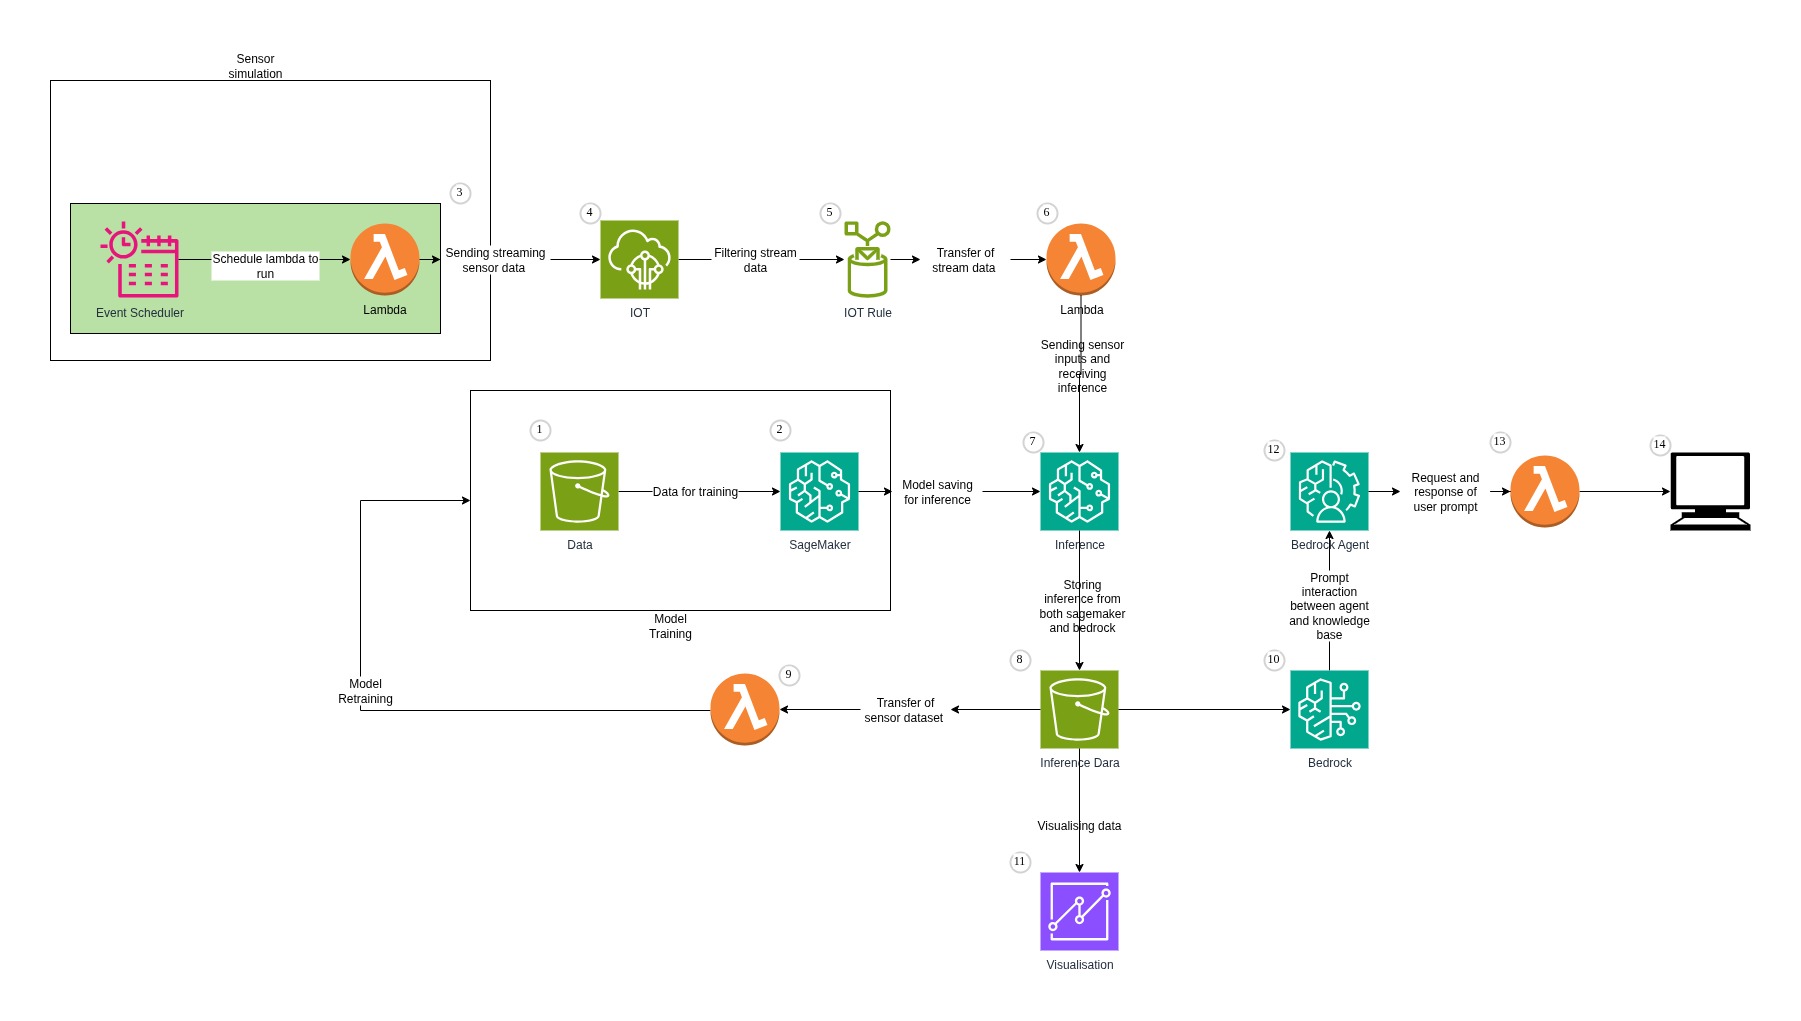 Sensor
simulation
3
Event Scheduler
Schedule lambda to
run
Lambda
Sending streaming
sensor data
4
IOT
Filtering stream
data
5
IOT Rule
Transfer of
stream data
6
Lambda
Sending sensor
inputs and
receiving
inference
1
Data
Data for training
2
SageMaker
Model
Training
Model saving
for inference
7
Inference
Storing
inference from
both sagemaker
and bedrock
8
Inference Dara
Transfer of
sensor dataset
9
Model
Retraining
10
Bedrock
Prompt
interaction
between agent
and knowledge
base
12
Bedrock Agent
Request and
response of
user prompt
13
14
Visualising data
11
Visualisation